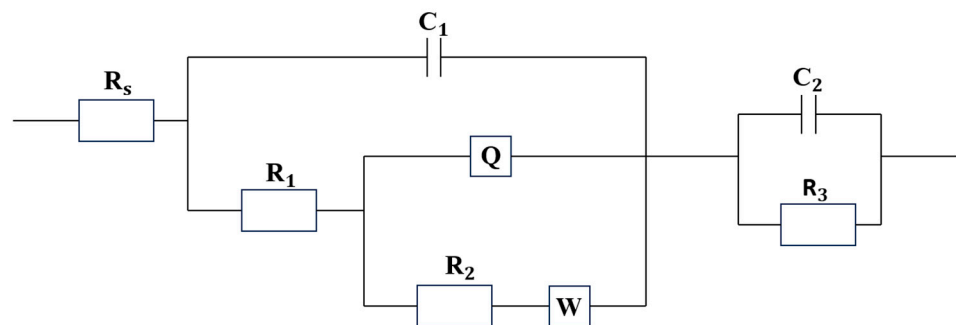 C₁
Rₛ
C₂
Q
R₁
R₃
R₂
W